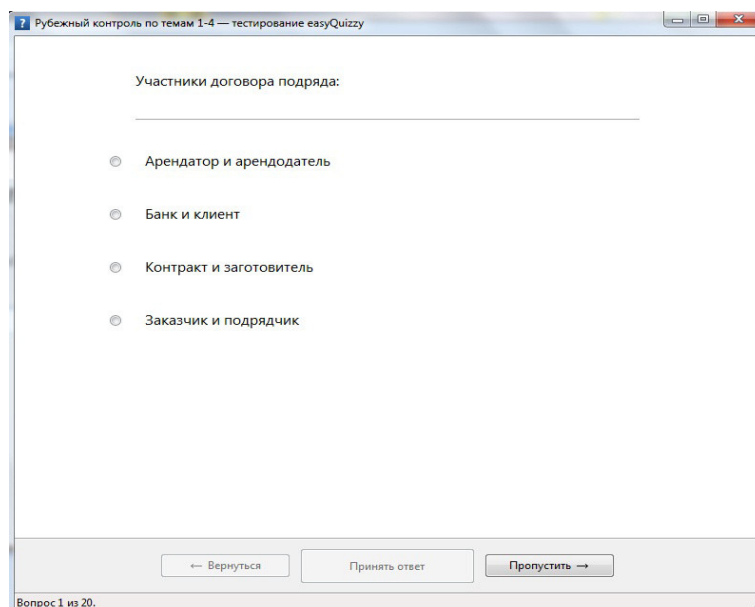 Рубежный контроль по темам 1-4 — тестирование easyQuizzy
Участники договора подряда:
Арендатор и арендодатель
Банк и клиент
Контракт и заготовитель
Заказчик и подрядчик
← Вернуться
Принять ответ
Пропустить →
Вопрос 1 из 20.